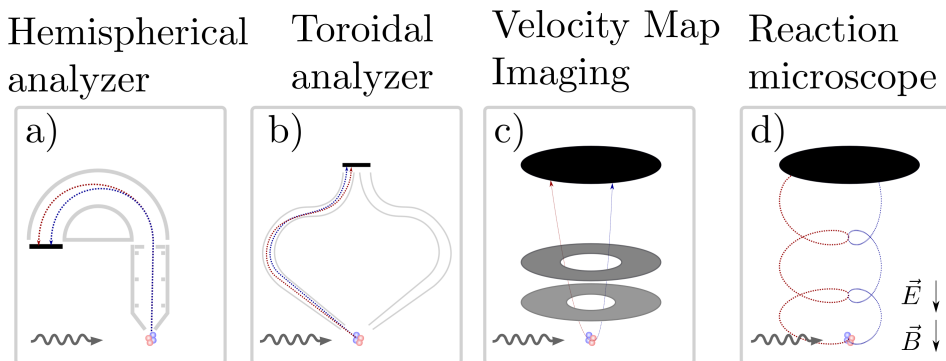 Hemispherical
analyzer
Toroidal
analyzer
Velocity Map
Imaging
Reaction
microscope
a)
b)
c)
d)
E⃗
B⃗